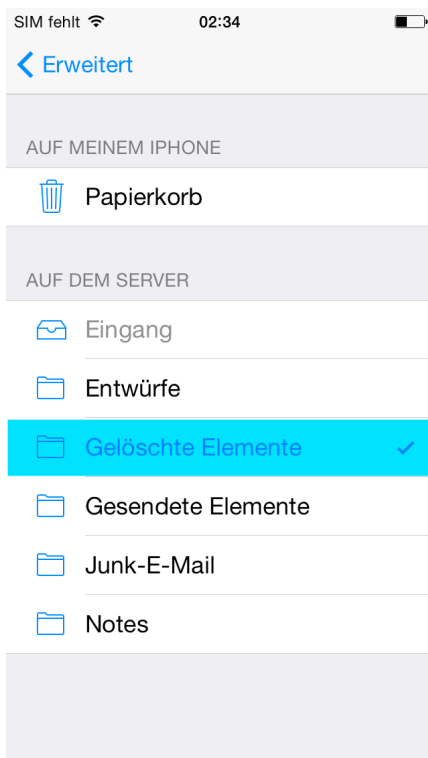 SIM fehlt 02:34
Erweitert
AUF MEINEM IPHONE
Papierkorb
AUF DEM SERVER
Eingang
Entwürfe
Gelöschte Elemente
Gesendete Elemente
Junk-E-Mail
Notes